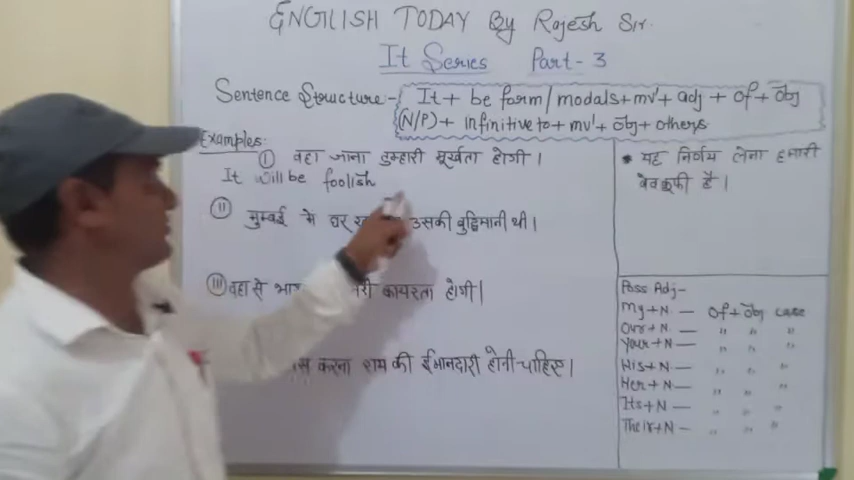 ENGLISH TODAY By Rajesh Sir.
It Series Part-3
Sentence Structure - It + be form/modals+mv¹+ adj + of + obj
(N/P) + infinitive to + mv¹ + obj + others
Examples:
(I) वहा जाना तुम्हारी मूर्खता होगी।
It will be foolish
(II) मुम्बई मे घर उसकी बुद्धिमानी थी।
(III) वहा से कायरता होगी।
करना राम की ईमानदारी होनी चाहिए।
• यह निर्णय लेना हमारी
बेवकूफी है।
Poss Adj-
My+N — of+obj case
Our+N — " " "
Your+N — " " "
His+N — " " "
Her+N — " " "
Its+N — " " "
Their+N — " " "